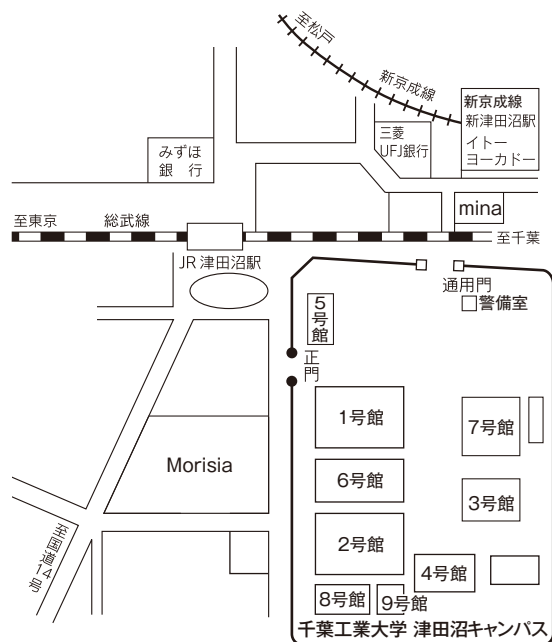 至松戸
新京成線
新京成線
新津田沼駅
イトー
ヨーカドー
三菱
UFJ銀行
みずほ
銀 行
mina
至東京
総武線
至千葉
JR津田沼駅
通用門
警備室
5号館
正門
1号館
7号館
Morisia
6号館
3号館
2号館
至国道14号
4号館
8号館
9号館
千葉工業大学 津田沼キャンパス